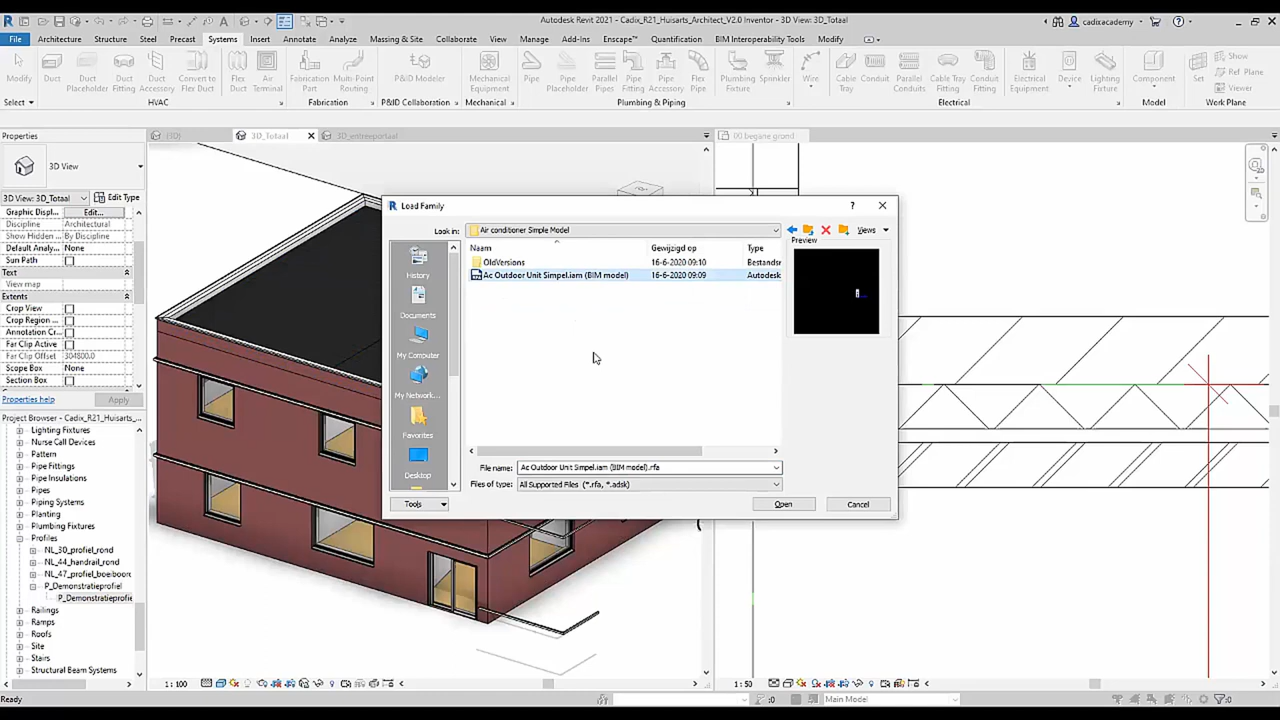 Autodesk Revit 2021 - Cadix_R21_Huisarts_Architect_V2.0 Inventor - 3D View: 3D_Totaal
cadixacademy
File Architecture Structure Steel Precast Systems Insert Annotate Analyze Massing & Site Collaborate View Manage Add-Ins Enscape™ Quantification BIM Interoperability Tools Modify
Modify Duct Duct Placeholder Duct Fitting Duct Accessory Convert to Flex Duct Flex Duct Air Terminal Fabrication Part Multi-Point Routing P&ID Modeler Mechanical Equipment Pipe Pipe Placeholder Parallel Pipes Pipe Fitting Pipe Accessory Flex Pipe Plumbing Fixture Sprinkler Wire Cable Tray Conduit Parallel Conduits Cable Tray Fitting Conduit Fitting Electrical Equipment Device Lighting Fixture Component Set Show Ref Plane Viewer
Select HVAC Fabrication P&ID Collaboration Mechanical Plumbing & Piping Electrical Model Work Plane
Properties
{3D} 3D_Totaal 3D_entreeportaal 00 begane grond
3D View
3D View: 3D_Totaal Edit Type
Graphic Displ... Edit...
Discipline Architectural
Show Hidden ... By Discipline
Default Analy... None
Sun Path
Text
View map
Extents
Crop View
Crop Region ...
Annotation Cr...
Far Clip Active
Far Clip Offset 304800.0
Scope Box None
Section Box
Properties help Apply
Project Browser - Cadix_R21_Huisarts_...
Lighting Fixtures
Nurse Call Devices
Pattern
Pipe Fittings
Pipe Insulations
Pipes
Piping Systems
Planting
Plumbing Fixtures
Profiles
NL_30_profiel_rond
NL_44_handrail_rond
NL_47_profiel_boeiboord
P_Demonstratieprofiel
P_Demonstratieprofie
Railings
Ramps
Roofs
Site
Stairs
Structural Beam Systems
Load Family
Look in: Air conditioner Simple Model Views
Naam Gewijzigd op Type
OldVersions 16-6-2020 09:10 Bestandsr
Ac Outdoor Unit Simpel.iam (BIM model) 16-6-2020 09:09 Autodesk
Preview
History
Documents
My Computer
My Network...
Favorites
Desktop
File name: Ac Outdoor Unit Simpel.iam (BIM model).rfa
Files of type: All Supported Files (*.rfa, *.adsk)
Tools Open Cancel
1 : 100
1 : 50
Ready :0 Main Model :0